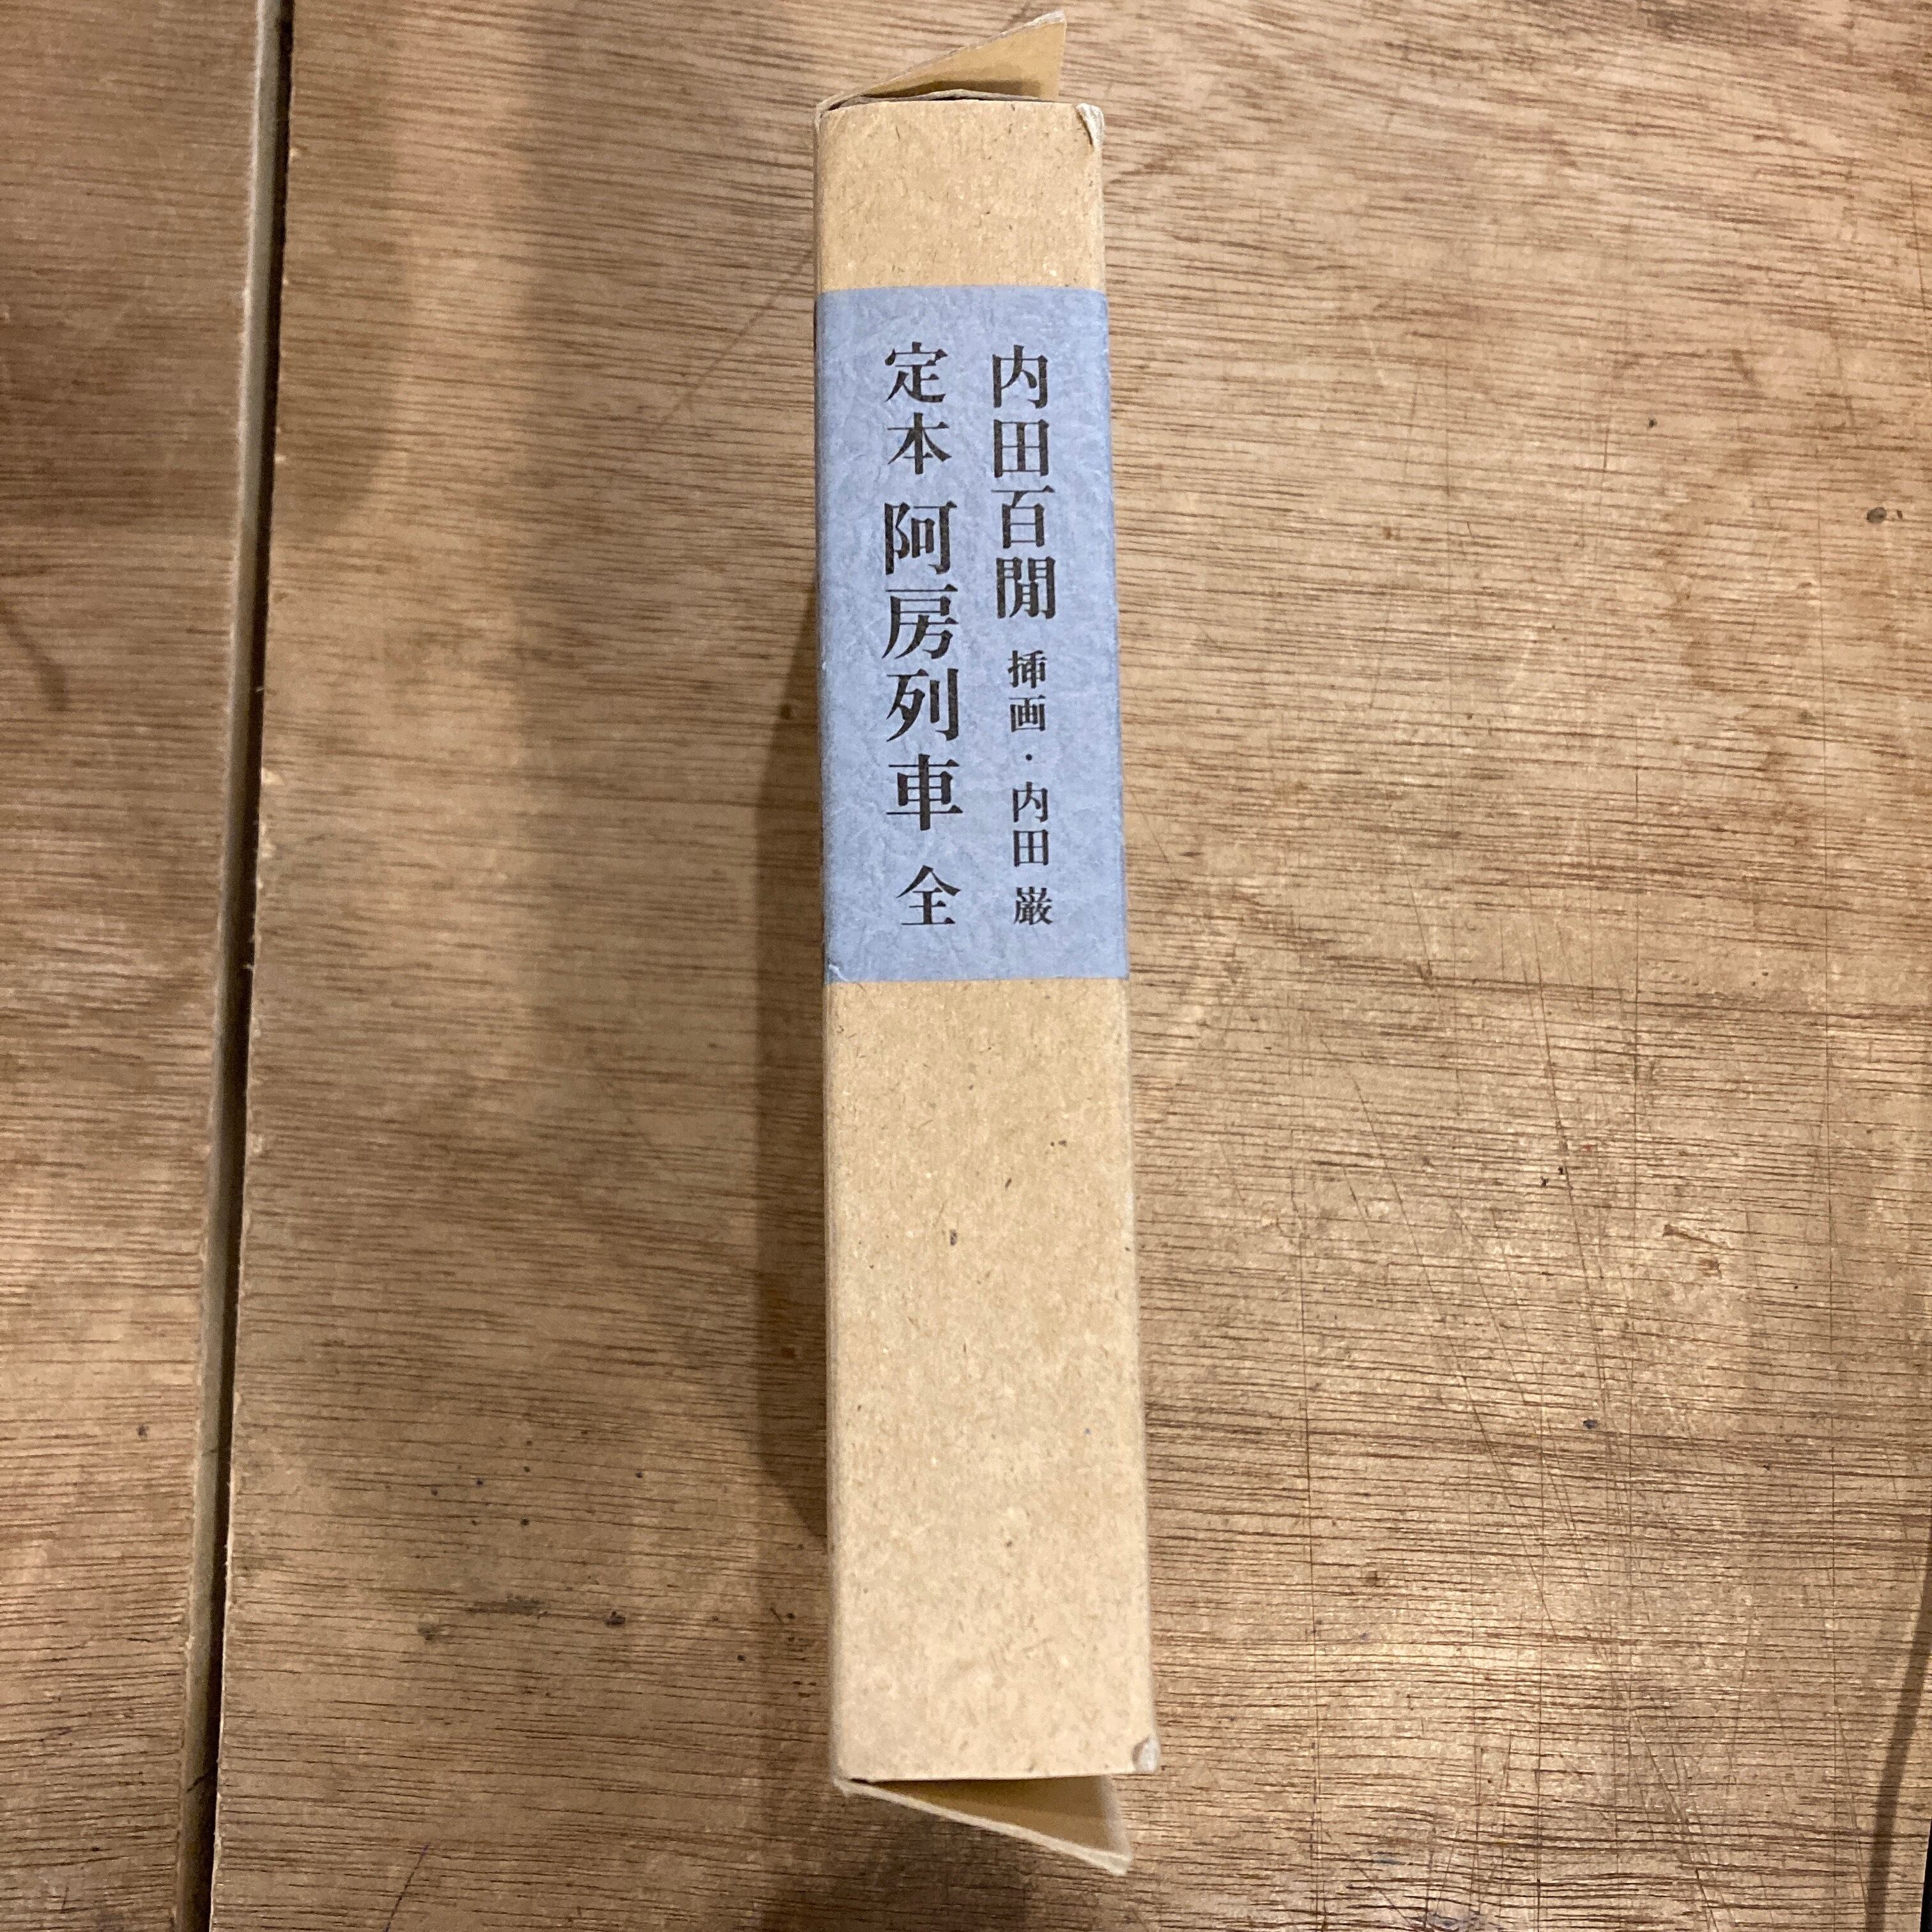 内田百閒 挿画・内田 巌
定本 阿房列車 全